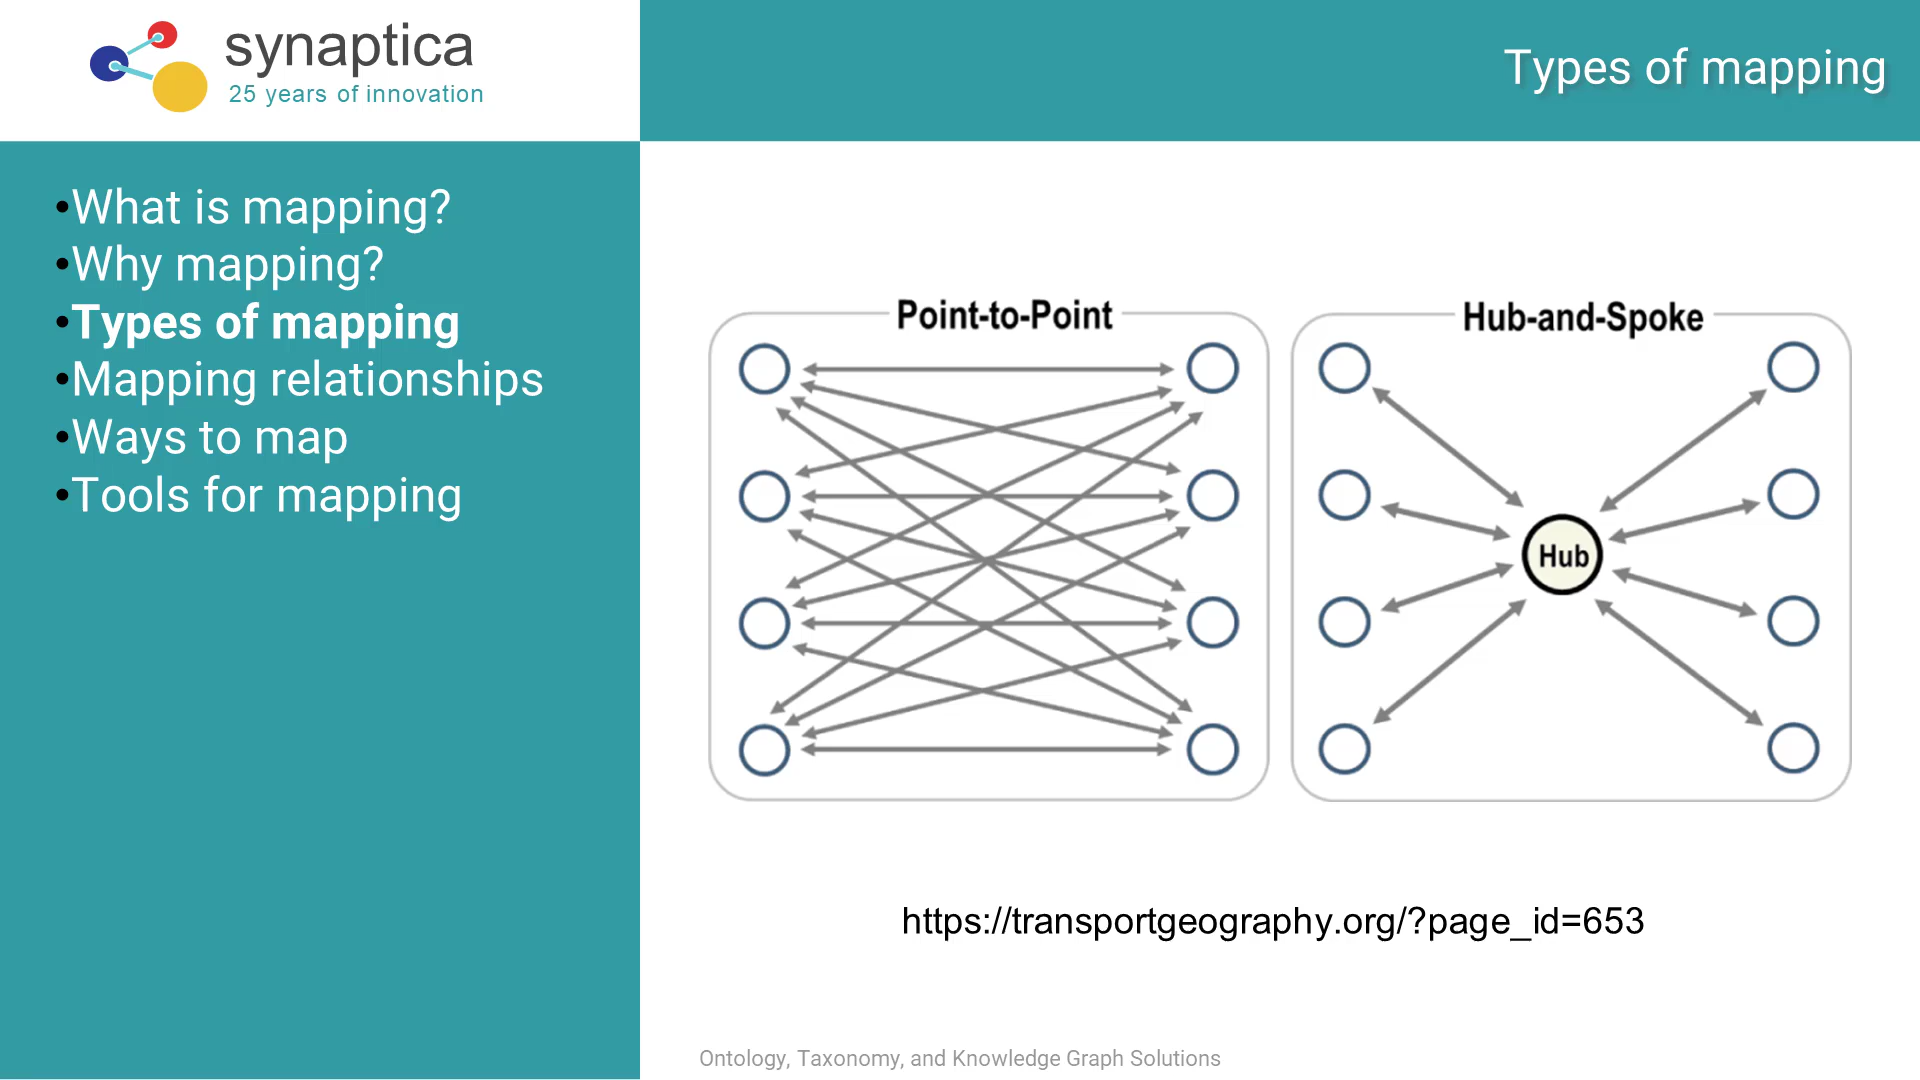 synaptica
25 years of innovation
Types of mapping
•What is mapping?
•Why mapping?
•Types of mapping
•Mapping relationships
•Ways to map
•Tools for mapping
Point-to-Point
Hub-and-Spoke
Hub
https://transportgeography.org/?page_id=653
Ontology, Taxonomy, and Knowledge Graph Solutions